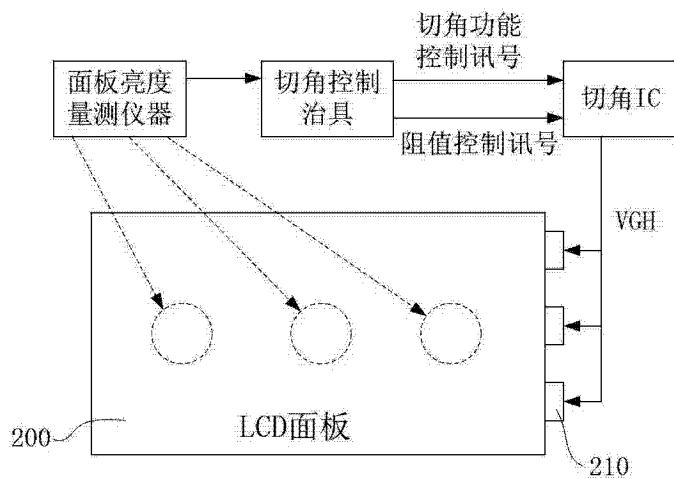 切角功能
控制讯号
面板亮度
量测仪器
切角控制
治具
切角IC
阻值控制讯号
VGH
LCD面板
200
210